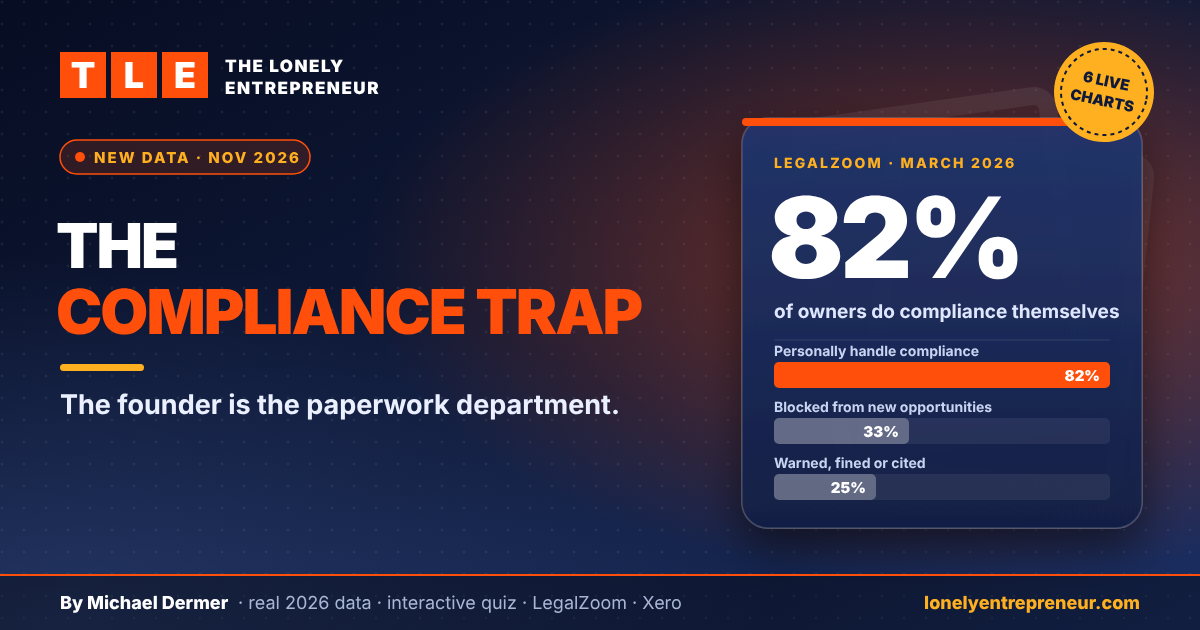 T L E
THE LONELY
ENTREPRENEUR
NEW DATA · NOV 2026
THE
COMPLIANCE TRAP
The founder is the paperwork department.
6 LIVE
CHARTS
LEGALZOOM · MARCH 2026
82%
of owners do compliance themselves
Personally handle compliance
82%
Blocked from new opportunities
33%
Warned, fined or cited
25%
By Michael Dermer · real 2026 data · interactive quiz · LegalZoom · Xero
lonelyentrepreneur.com